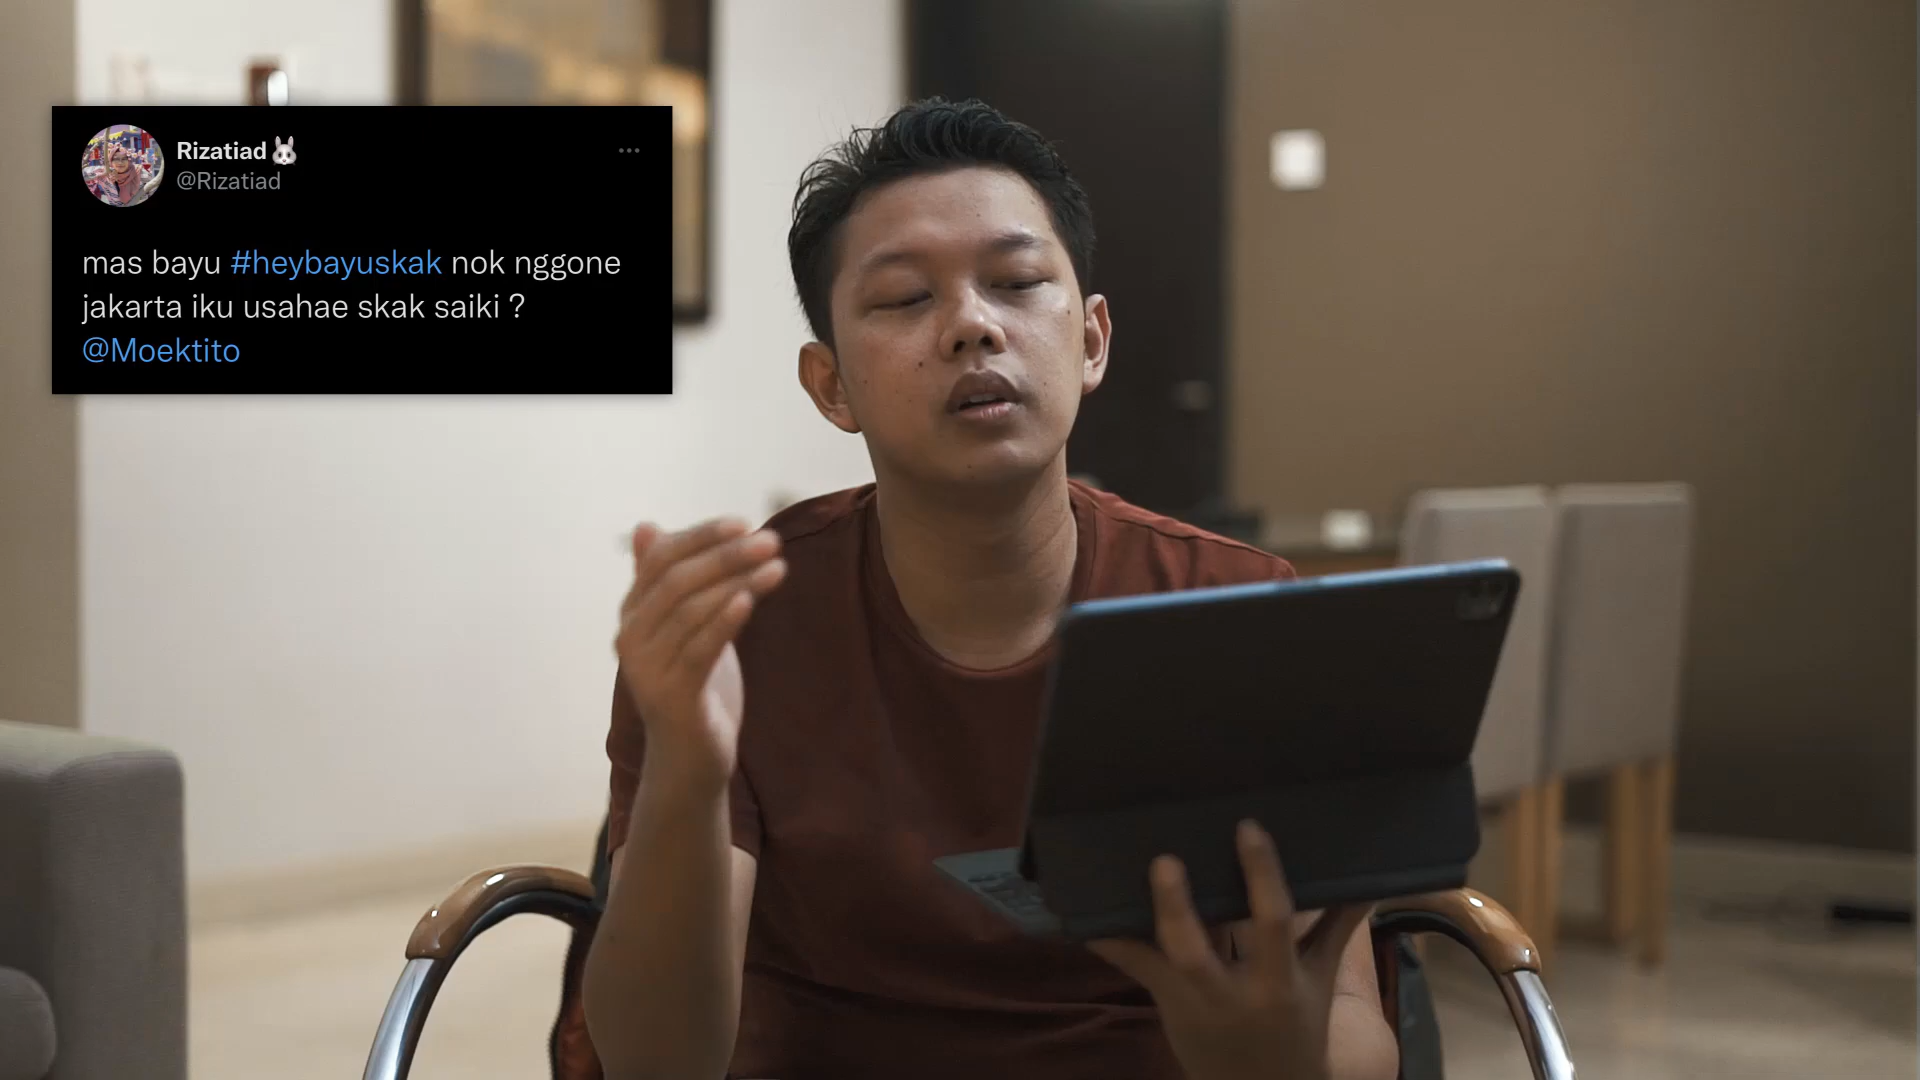 Rizatiad🐰
@Rizatiad
mas bayu #heybayuskak nok nggone
jakarta iku usahae skak saiki ?
@Moektito